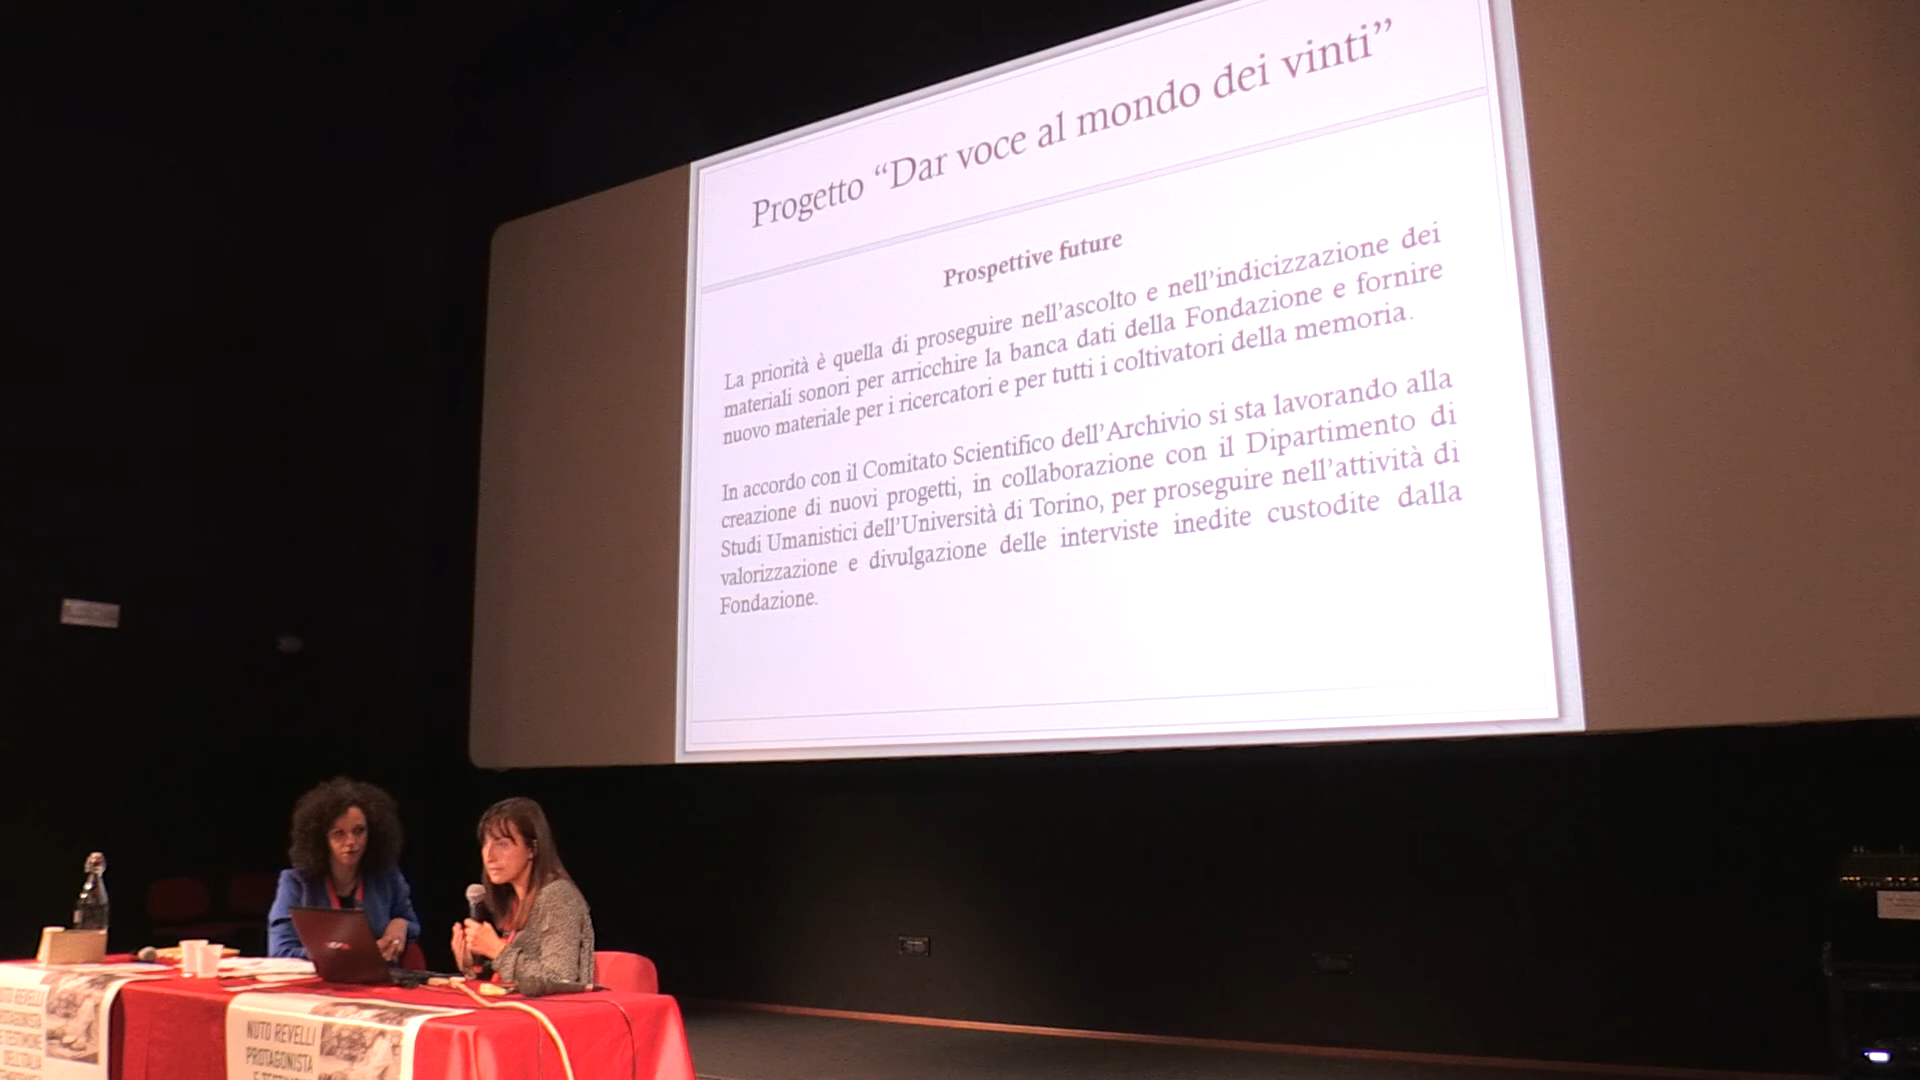 Progetto “Dar voce al mondo dei vinti”
Prospettive future
La priorità è quella di proseguire nell’ascolto e nell’indicizzazione dei
materiali sonori per arricchire la banca dati della Fondazione e fornire
nuovo materiale per i ricercatori e per tutti i coltivatori della memoria.
In accordo con il Comitato Scientifico dell’Archivio si sta lavorando alla
creazione di nuovi progetti, in collaborazione con il Dipartimento di
Studi Umanistici dell’Università di Torino, per proseguire nell’attività di
valorizzazione e divulgazione delle interviste inedite custodite dalla
Fondazione.
NUTO REVELLI
PROTAGONISTA